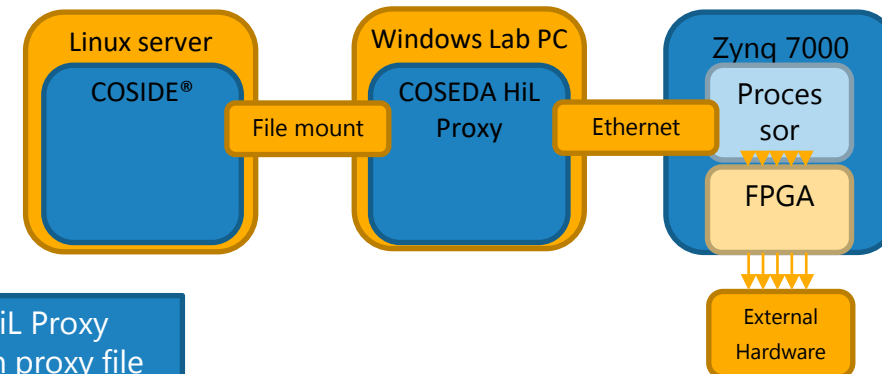 Linux server
COSIDE®
File mount
Windows Lab PC
COSEDA HiL
Proxy
Ethernet
Zynq 7000
Proces
sor
FPGA
External
Hardware
iL Proxy
proxy file